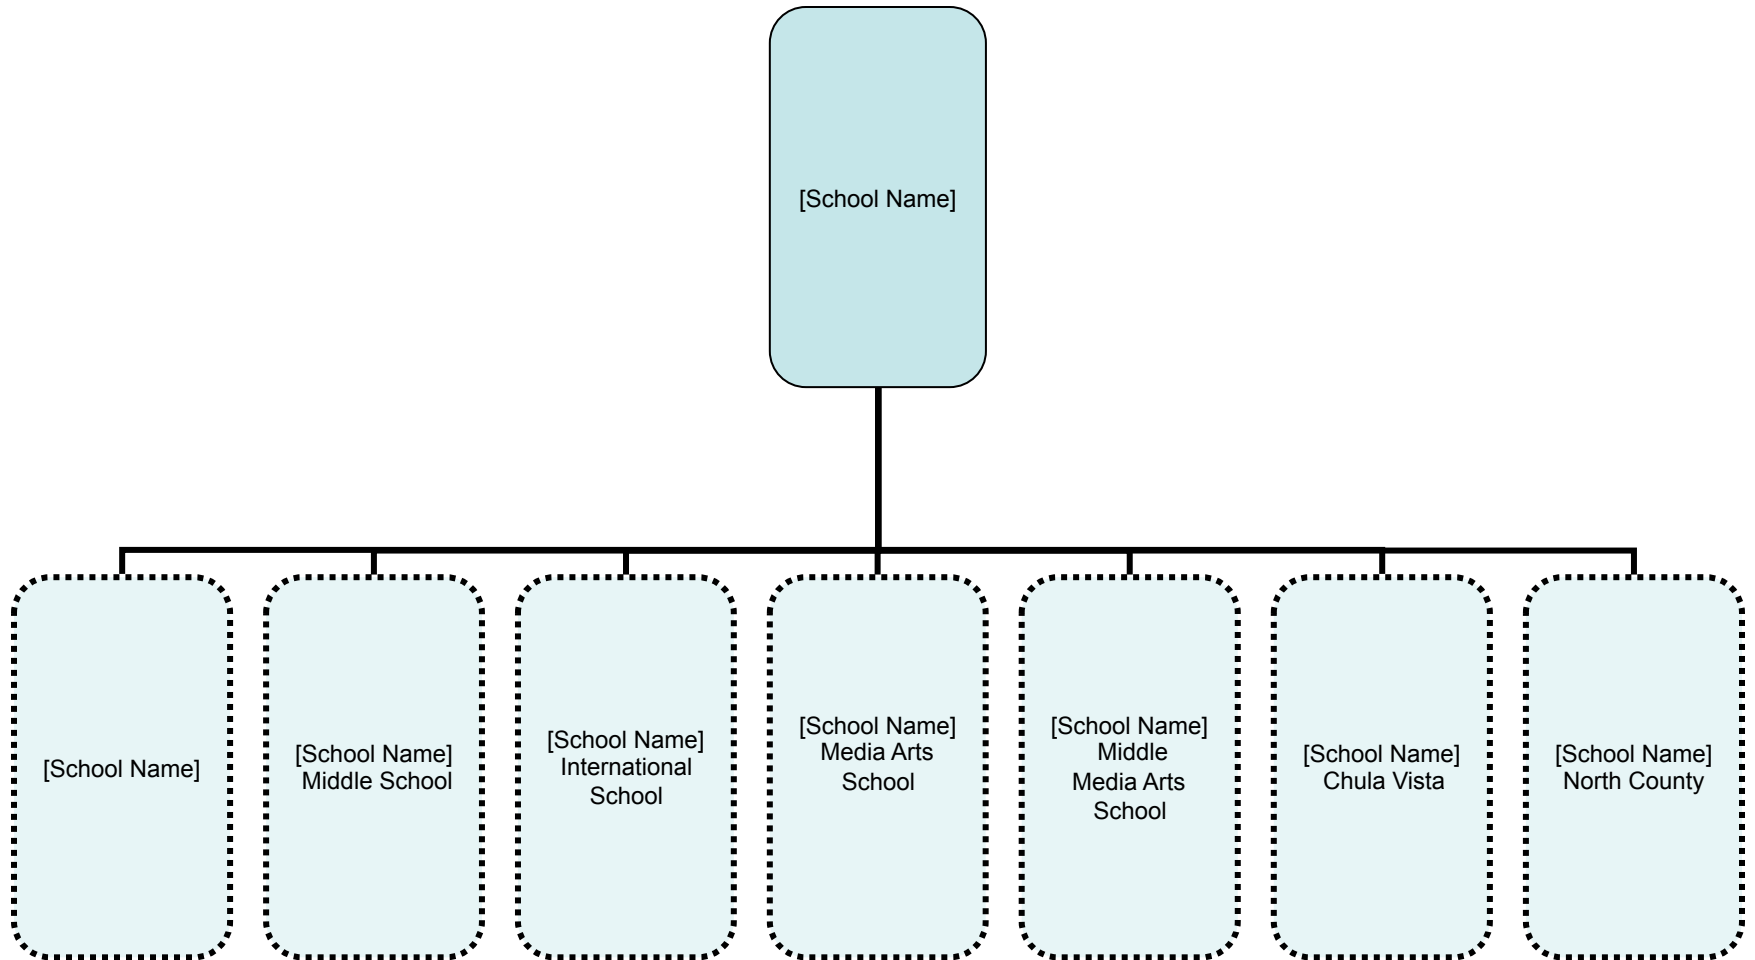 [School Name]
[School Name]
[School Name]
Middle School
[School Name]
International
School
[School Name]
Media Arts
School
[School Name]
Middle
Media Arts
School
[School Name]
Chula Vista
[School Name]
North County